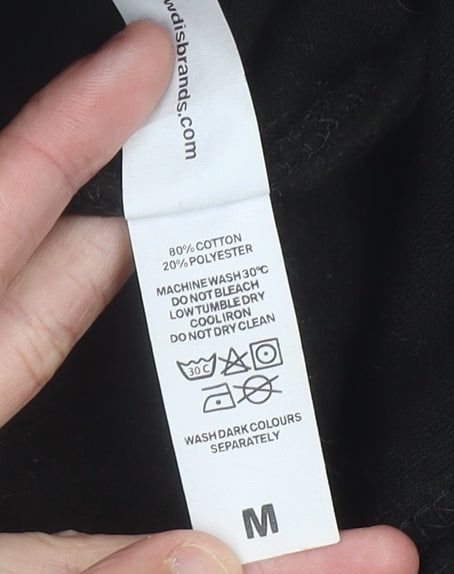 wdisbrands.com
80% COTTON
20% POLYESTER
MACHINE WASH 30°C
DO NOT BLEACH
LOW TUMBLE DRY
COOL IRON
DO NOT DRY CLEAN
30 C
WASH DARK COLOURS
SEPARATELY
M